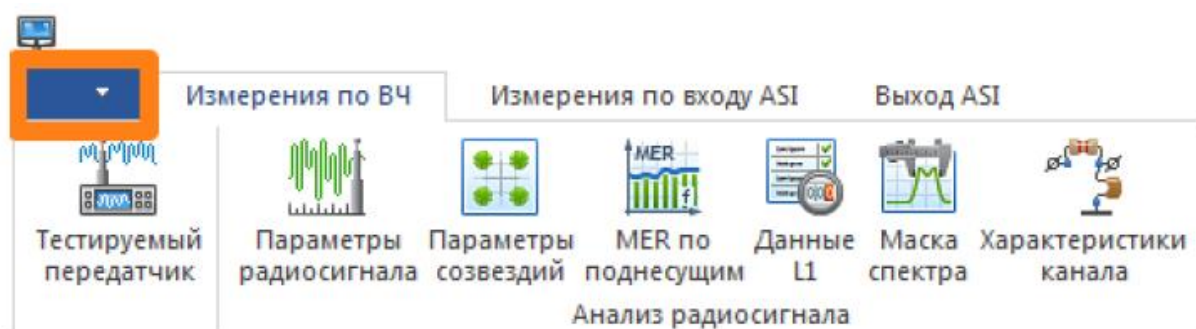 Измерения по ВЧ Измерения по входу ASI Выход ASI
MER
f
Тестируемый Параметры Параметры MER по Данные Маска Характеристики
передатчик радиосигнала созвездий поднесущим L1 спектра канала
Анализ радиосигнала